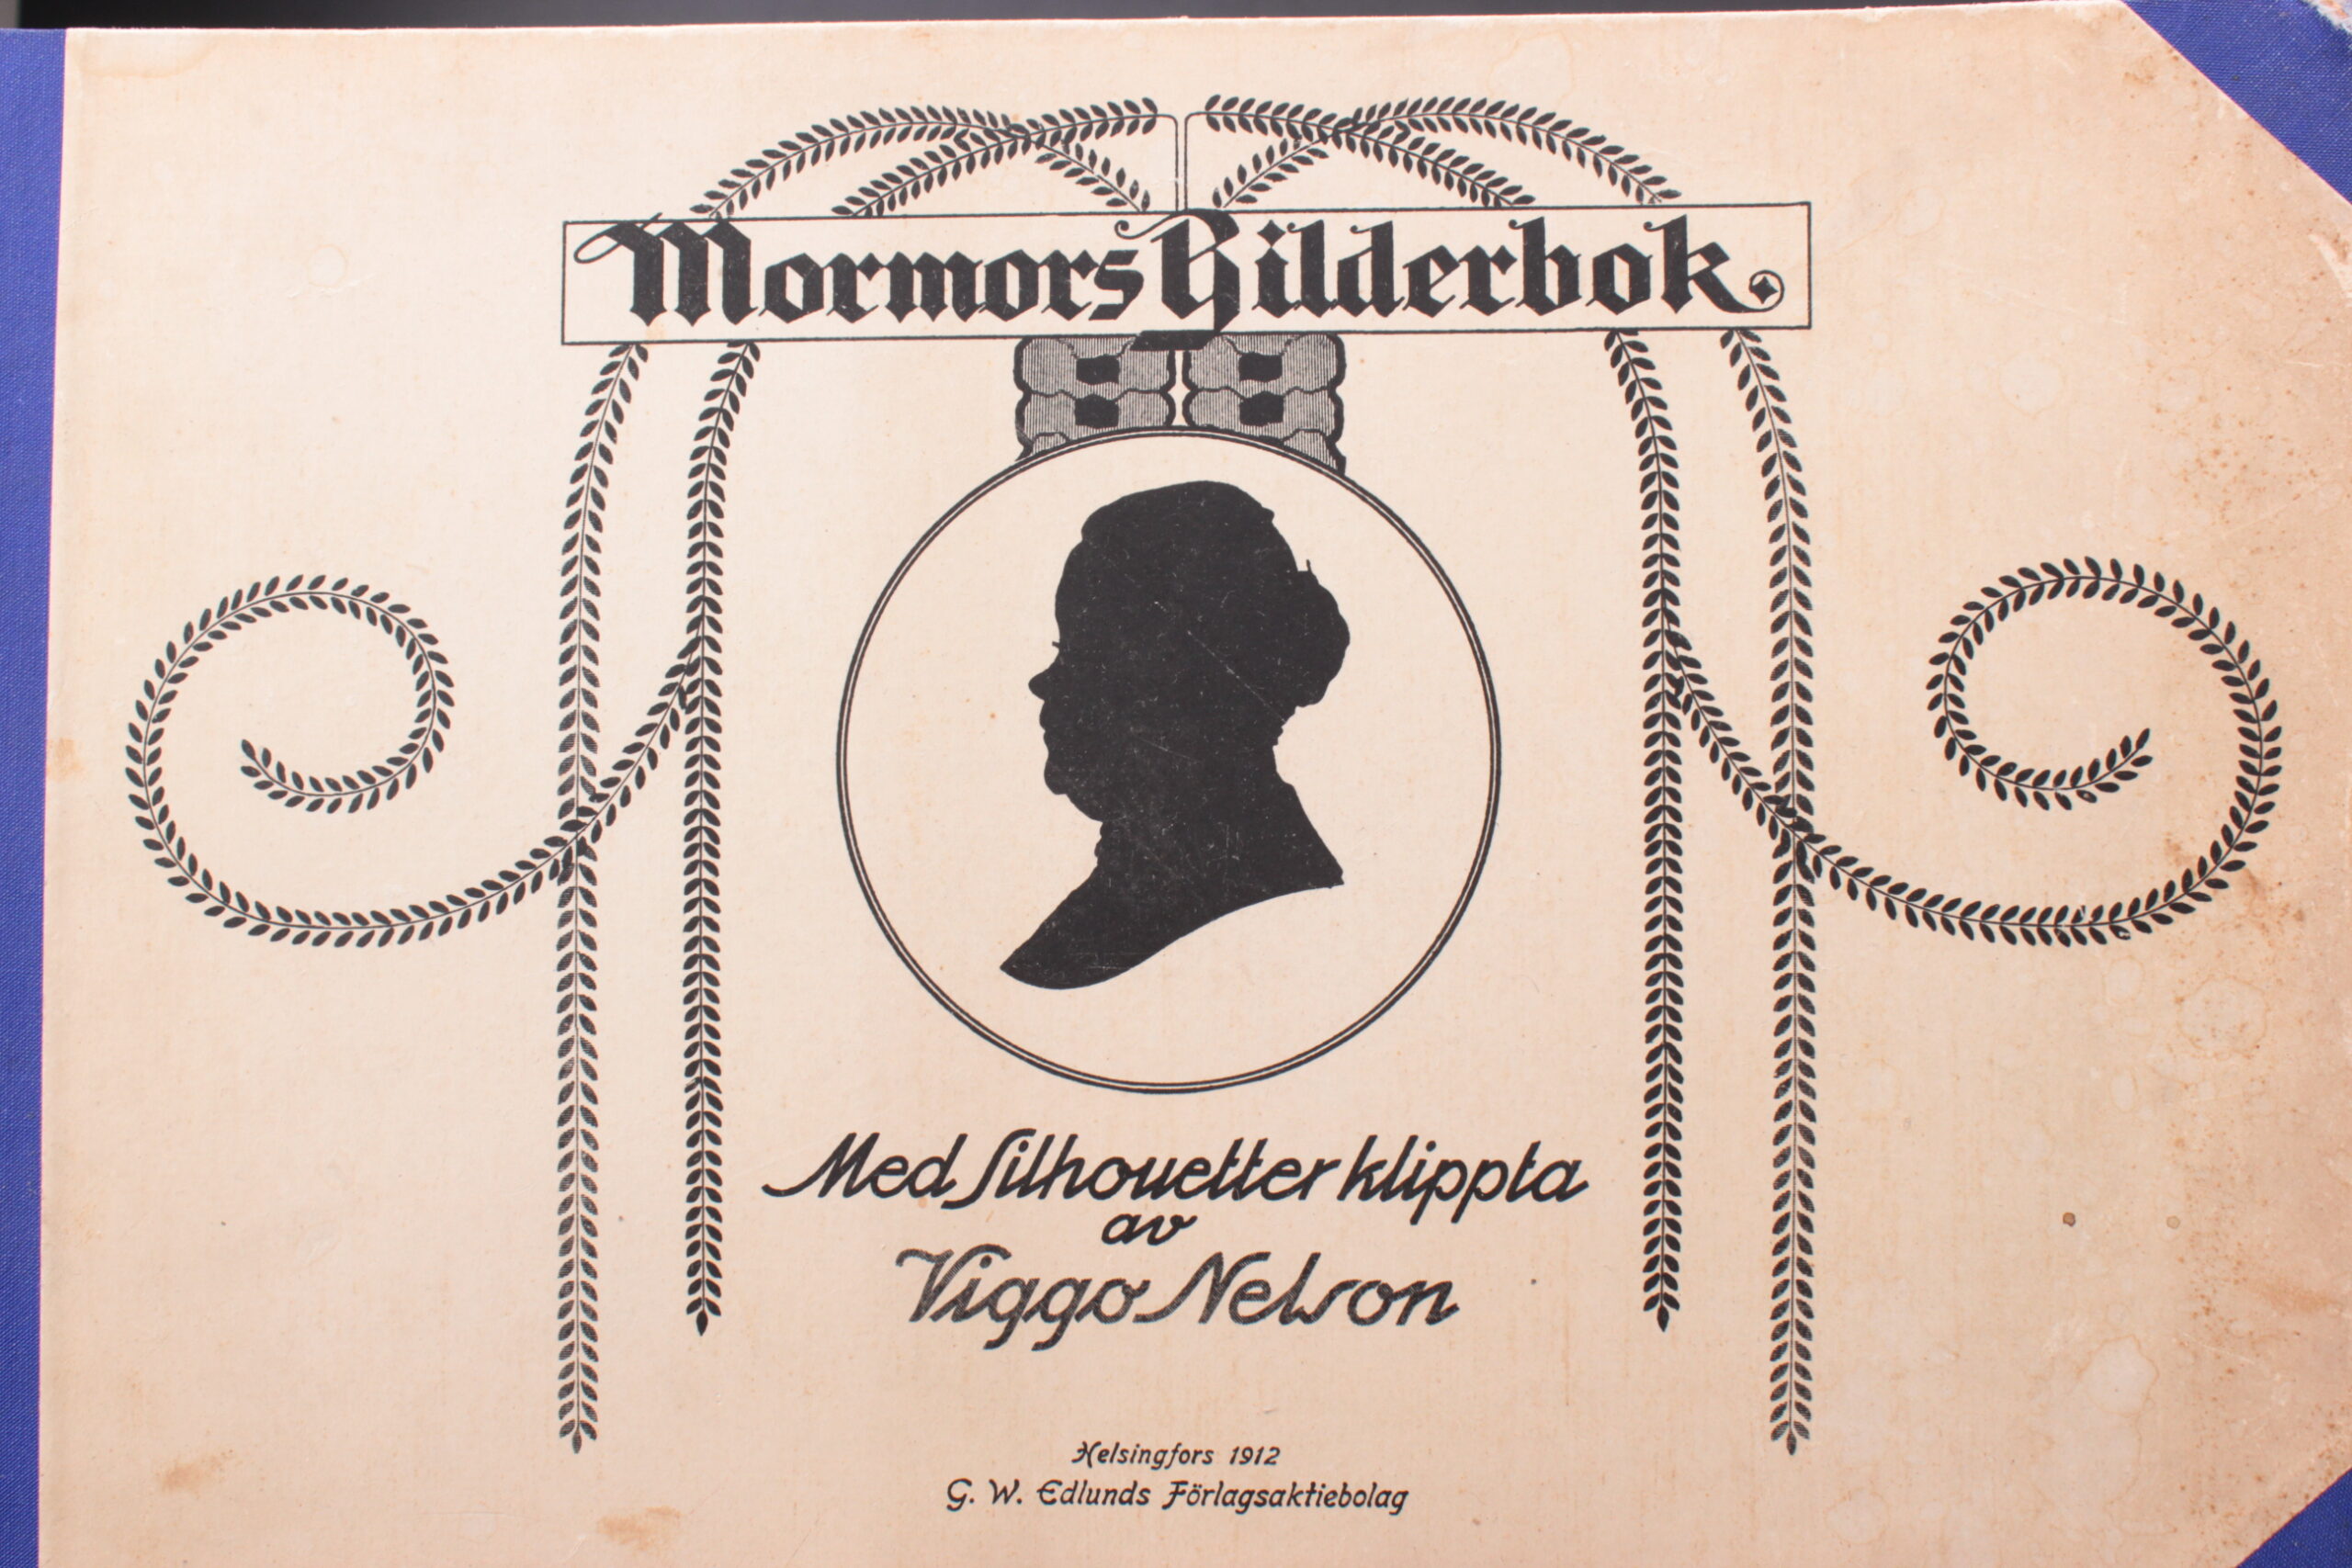 Mormors Bilderbok.
Med Silhouetter klippta
av
Viggo Nelson
Helsingfors 1912
G. W. Edlunds Förlagsaktiebolag